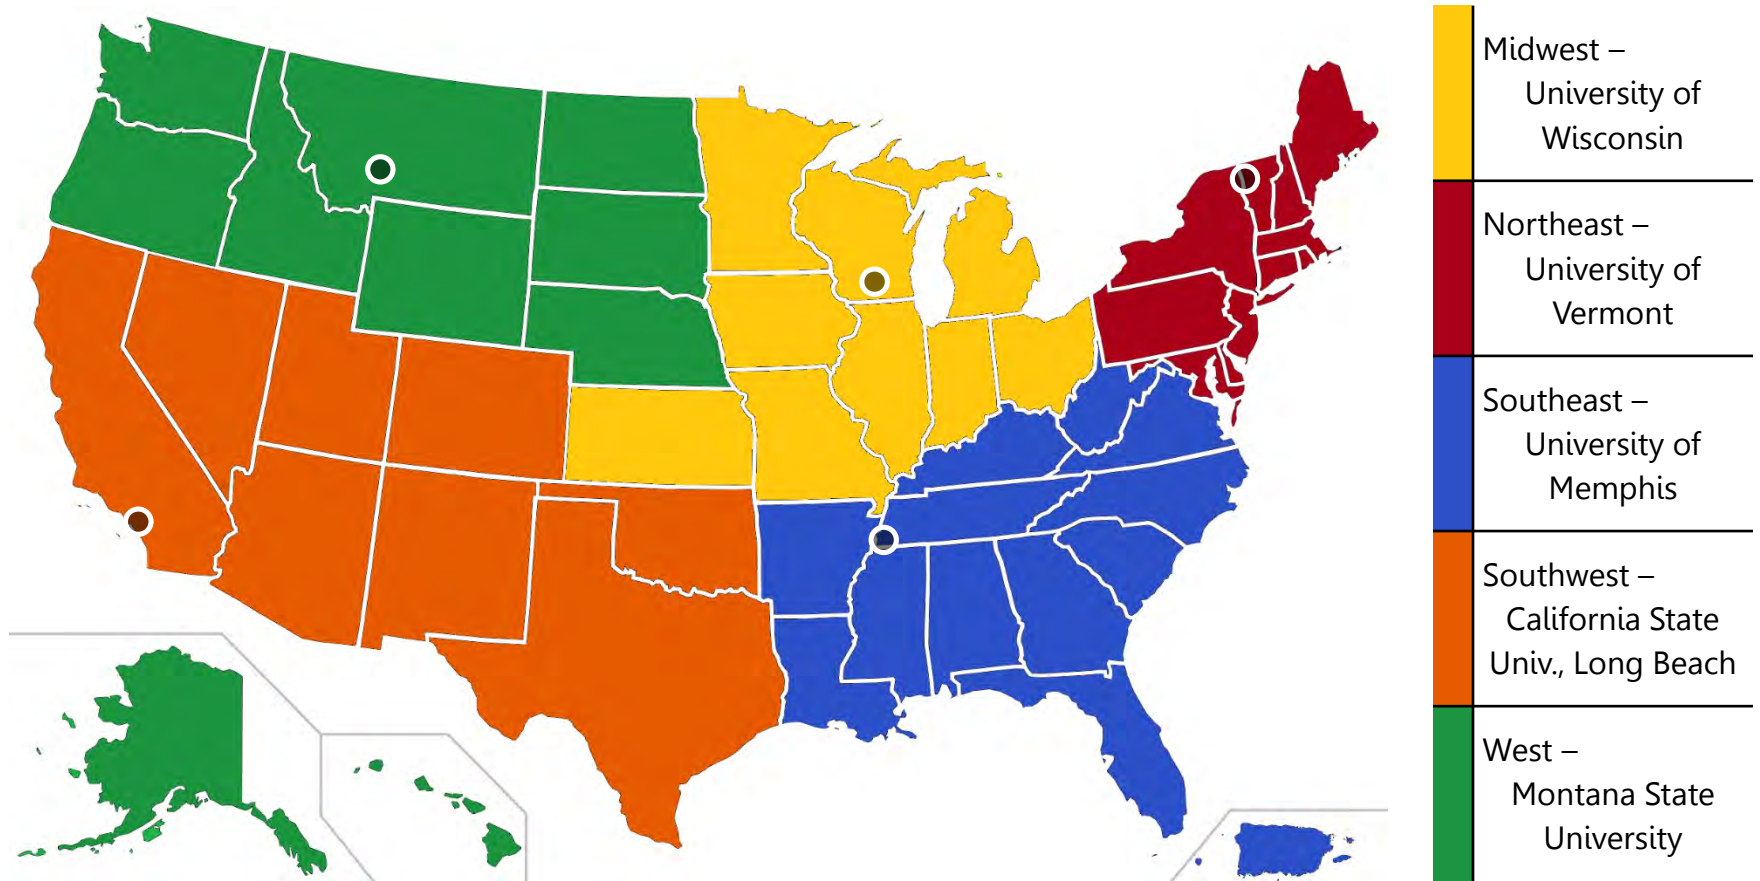 Midwest –
University of
Wisconsin
Northeast –
University of
Vermont
Southeast –
University of
Memphis
Southwest –
California State
Univ., Long Beach
West –
Montana State
University